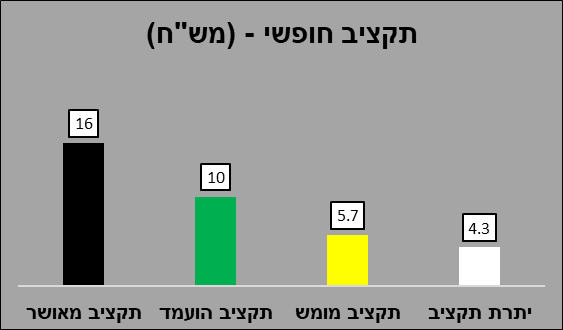 תקציב חופשי - (מש"ח)
16
10
5.7
4.3
תקציב מאושר
תקציב הועמד
תקציב מומש
יתרת תקציב